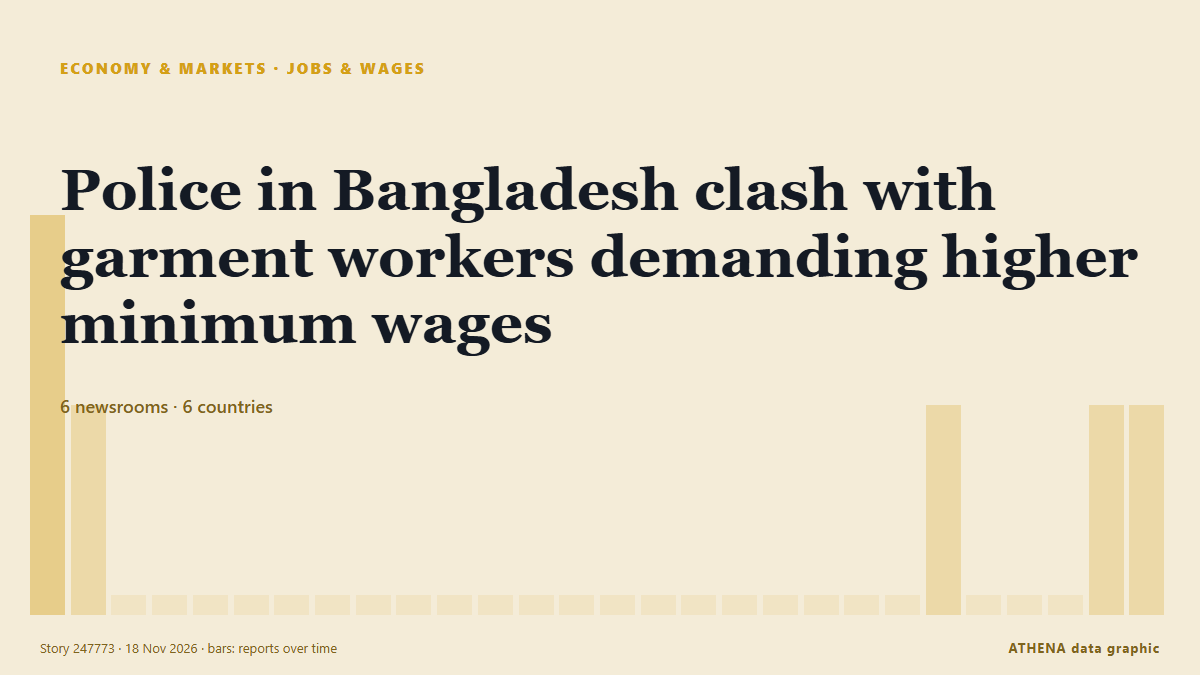 ECONOMY & MARKETS · JOBS & WAGES
Police in Bangladesh clash with
garment workers demanding higher
minimum wages
6 newsrooms · 6 countries
Story 247773 · 18 Nov 2026 · bars: reports over time
ATHENA data graphic